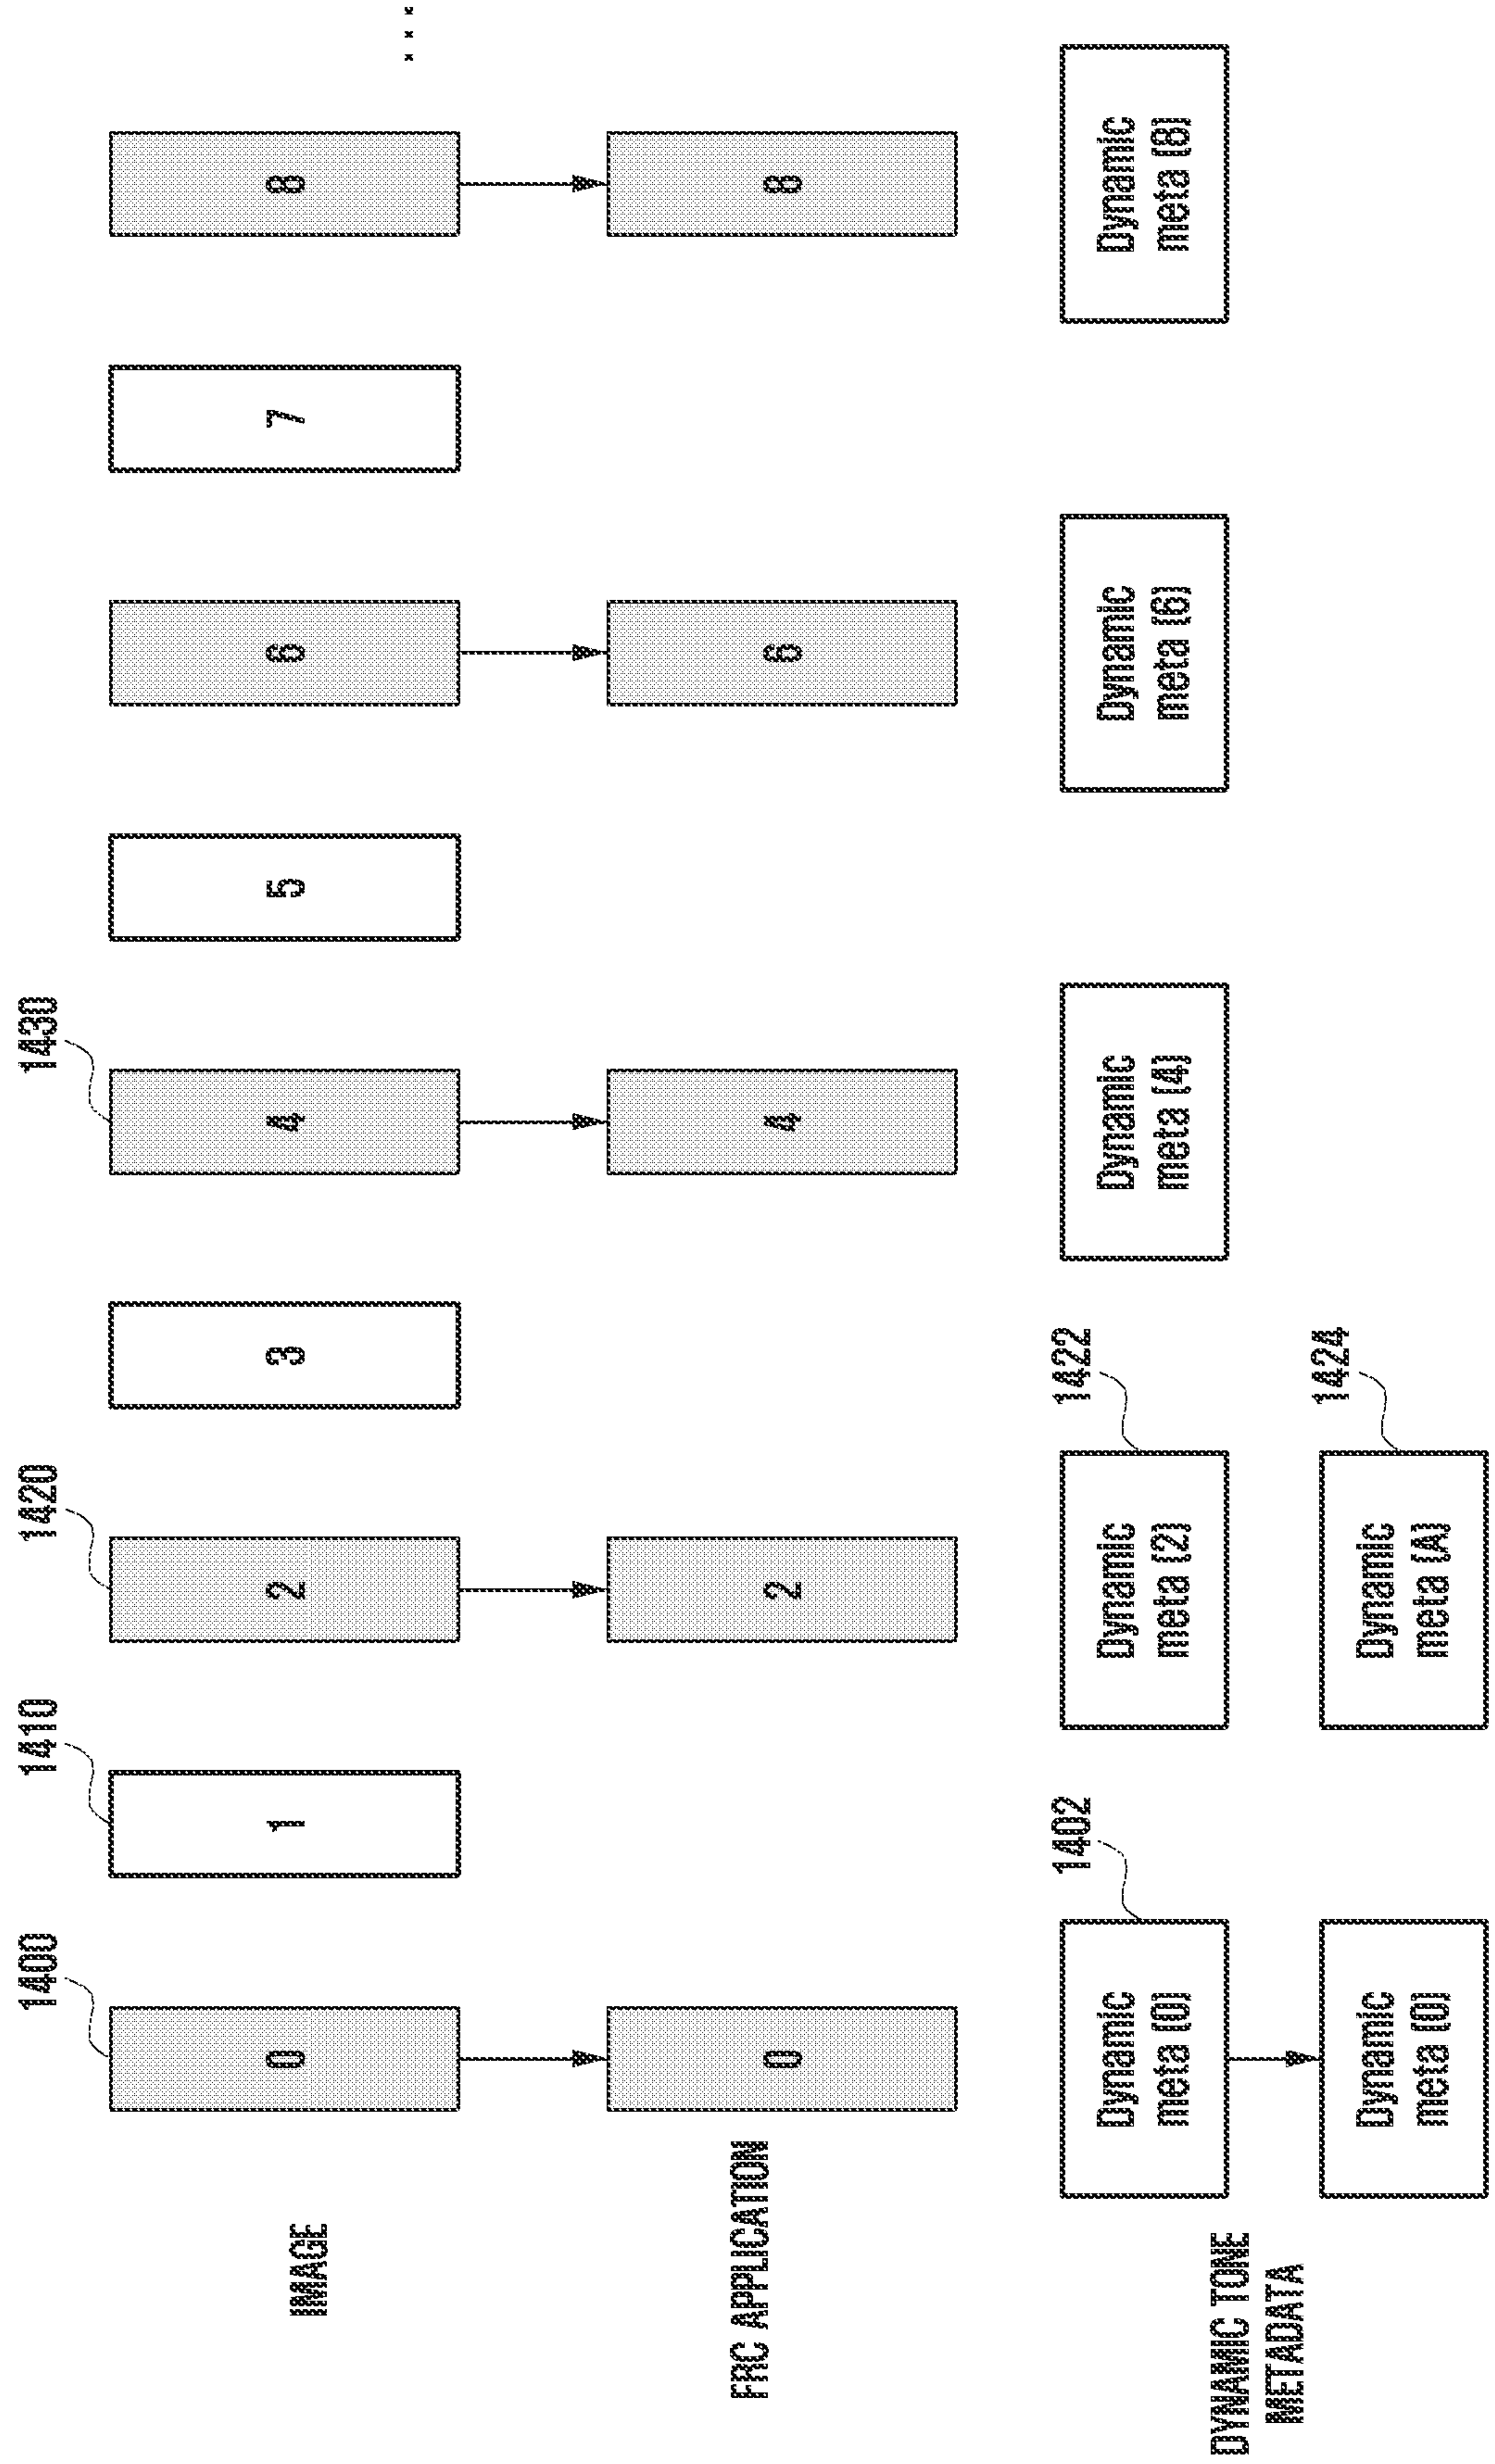 1400
1410
1420
1430
IMAGE
0
1
2
3
4
5
6
7
8
...
FRC APPLICATION
0
2
4
6
8
1402
1422
DYNAMIC TONE
METADATA
Dynamic
meta (0)
Dynamic
meta (2)
Dynamic
meta (4)
Dynamic
meta (6)
Dynamic
meta (8)
1424
Dynamic
meta (0)
Dynamic
meta (A)